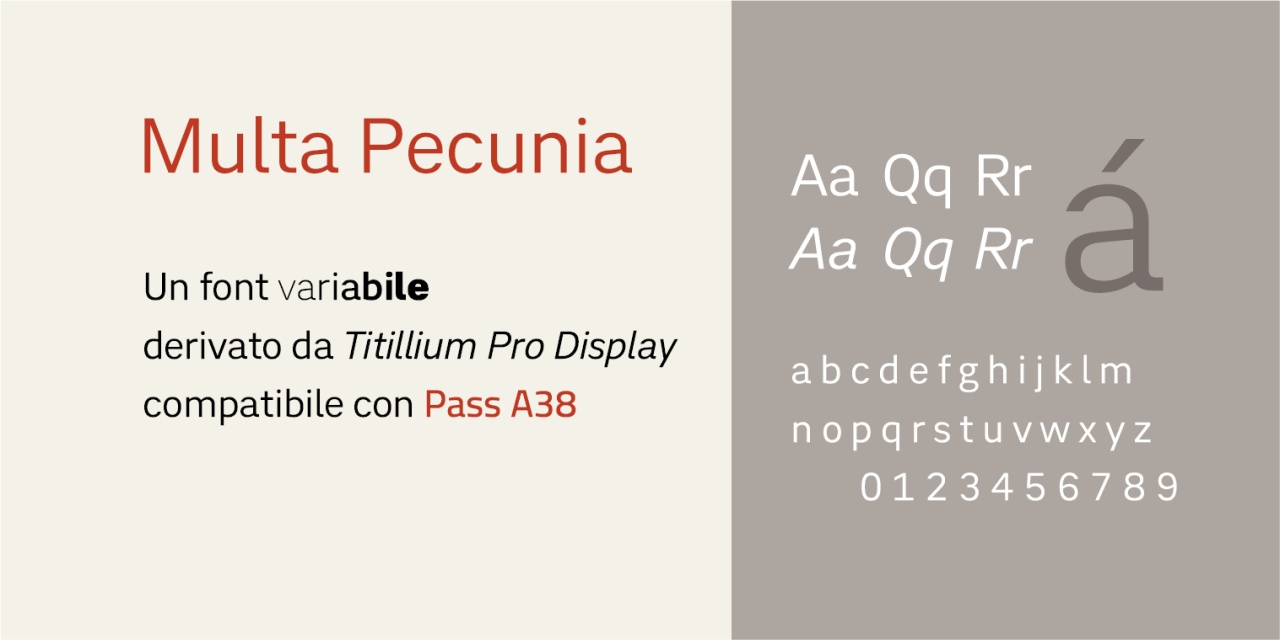 Multa Pecunia
Un font variabile
derivato da Titillium Pro Display
compatibile con Pass A38
Aa Qq Rr
Aa Qq Rr
á
a b c d e f g h i j k l m
n o p q r s t u v w x y z
0 1 2 3 4 5 6 7 8 9